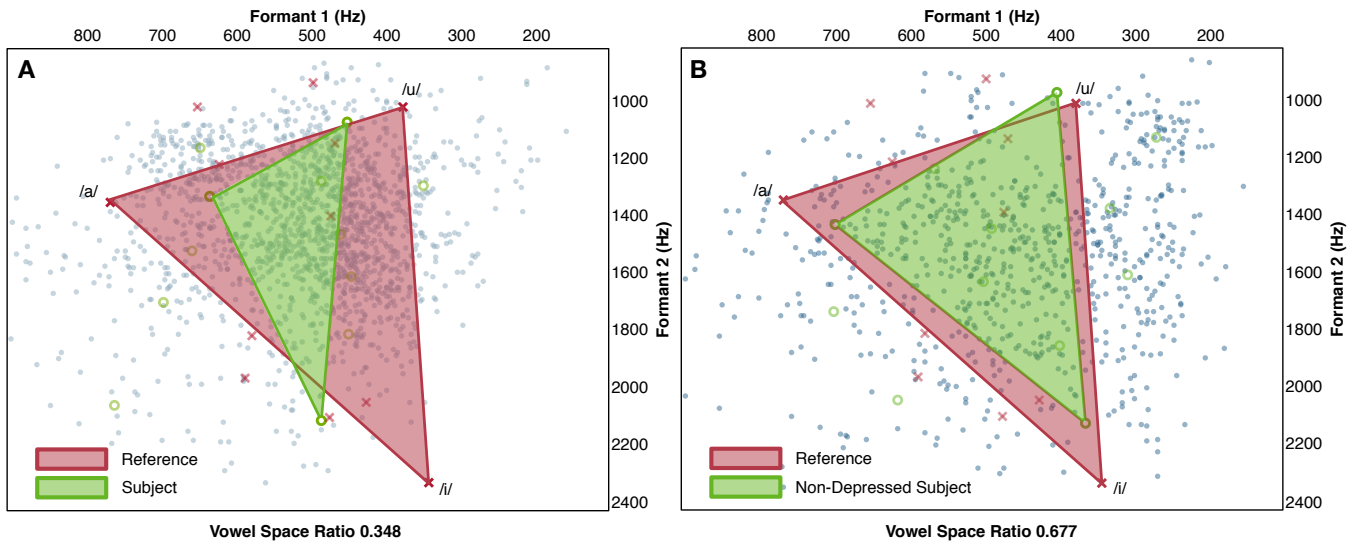 Formant 1 (Hz)
800 700 600 500 400 300 200
A
/u/
/a/
/i/
1000
1200
1400
1600
1800
2000
2200
2400
Formant 2 (Hz)
Reference
Subject
Vowel Space Ratio 0.348
Formant 1 (Hz)
800 700 600 500 400 300 200
B
/u/
/a/
/i/
1000
1200
1400
1600
1800
2000
2200
2400
Formant 2 (Hz)
Reference
Non-Depressed Subject
Vowel Space Ratio 0.677